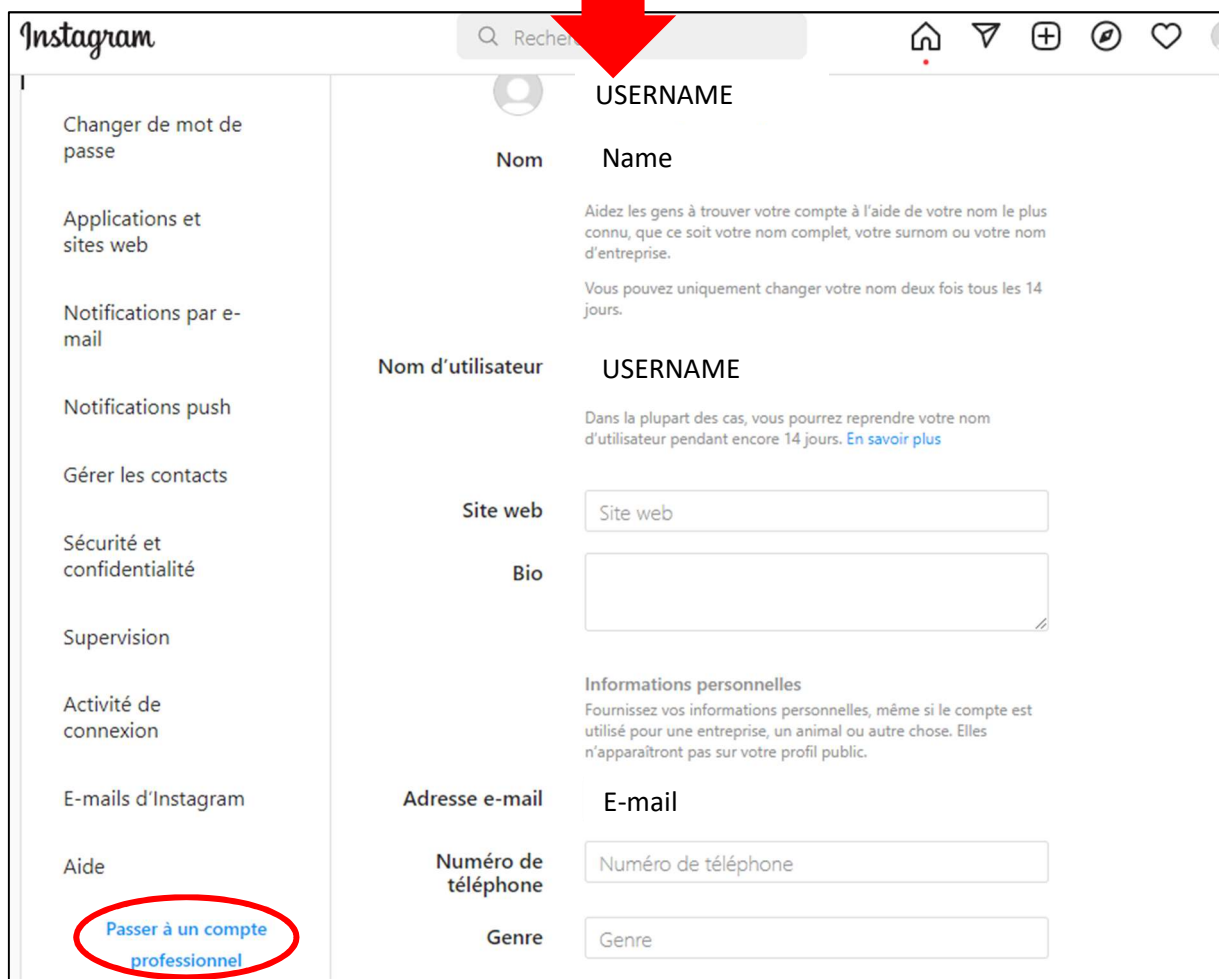 Instagram
USERNAME
Changer de mot de
passe
Applications et
sites web
Notifications par e-
mail
Notifications push
Gérer les contacts
Sécurité et
confidentialité
Supervision
Activité de
connexion
E-mails d'Instagram
Aide
Passer à un compte
professionnel
Nom
Name
Aidez les gens à trouver votre compte à l'aide de votre nom le plus
connu, que ce soit votre nom complet, votre surnom ou votre nom
d'entreprise.
Vous pouvez uniquement changer votre nom deux fois tous les 14
jours.
Nom d'utilisateur
USERNAME
Dans la plupart des cas, vous pourrez reprendre votre nom
d'utilisateur pendant encore 14 jours. En savoir plus
Site web
Site web
Bio
Informations personnelles
Fournissez vos informations personnelles, même si le compte est
utilisé pour une entreprise, un animal ou autre chose. Elles
n'apparaîtront pas sur votre profil public.
Adresse e-mail
E-mail
Numéro de
téléphone
Numéro de téléphone
Genre
Genre